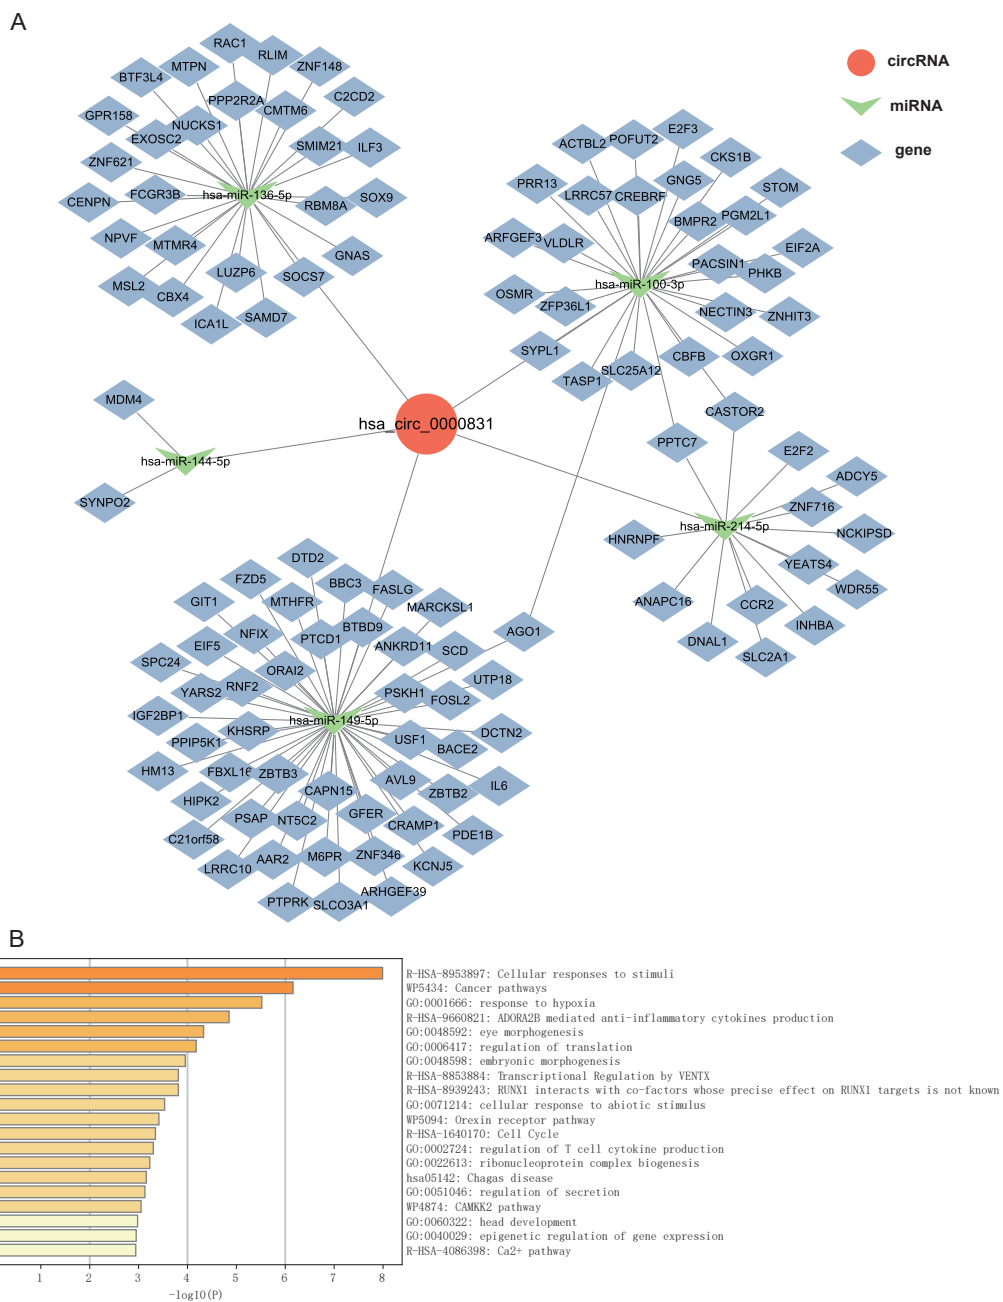 A
circRNA
miRNA
gene
RAC1
RLIM
MTPN
ZNF148
BTF3L4
PPP2R2A
C2CD2
CMTM6
GPR158
NUCKS1
EXOSC2
SMIM21
ILF3
ZNF621
FCGR3B
hsa-miR-136-5p
SOX9
CENPN
RBM8A
NPVF
MTMR4
GNAS
LUZP6
SOCS7
MSL2
CBX4
ICA1L
SAMD7
E2F3
POFUT2
ACTBL2
CKS1B
PRR13
GNG5
STOM
LRRC57
CREBRF
PGM2L1
BMPR2
ARFGEF3
VLDLR
EIF2A
PACSIN1
PHKB
hsa-miR-100-3p
OSMR
ZFP36L1
NECTIN3
ZNHIT3
SYPL1
CBFB
OXGR1
SLC25A12
TASP1
MDM4
CASTOR2
hsa_circ_0000831
PPTC7
hsa-miR-144-5p
SYNPO2
E2F2
ADCY5
ZNF716
hsa-miR-214-5p
NCKIPSD
HNRNPF
YEATS4
WDR55
ANAPC16
CCR2
INHBA
DNAL1
SLC2A1
DTD2
FZD5
BBC3
FASLG
GIT1
MTHFR
MARCKSL1
NFIX
BTBD9
AGO1
PTCD1
EIF5
ANKRD11
SCD
SPC24
ORAI2
UTP18
YARS2
RNF2
PSKH1
FOSL2
IGF2BP1
hsa-miR-149-5p
KHSRP
DCTN2
PPIP5K1
USF1
BACE2
HM13
FBXL16
ZBTB3
AVL9
IL6
HIPK2
CAPN15
ZBTB2
PSAP
NT5C2
GFER
CRAMP1
PDE1B
C21orf58
AAR2
M6PR
ZNF346
LRRC10
KCNJ5
ARHGEF39
PTPRK
SLCO3A1
B
R-HSA-8953897: Cellular responses to stimuli
WP5434: Cancer pathways
GO:0001666: response to hypoxia
R-HSA-9660821: ADORA2B mediated anti-inflammatory cytokines production
GO:0048592: eye morphogenesis
GO:0006417: regulation of translation
GO:0048598: embryonic morphogenesis
R-HSA-8853884: Transcriptional Regulation by VENTX
R-HSA-8939243: RUNX1 interacts with co-factors whose precise effect on RUNX1 targets is not known
GO:0071214: cellular response to abiotic stimulus
WP5094: Orexin receptor pathway
R-HSA-1640170: Cell Cycle
GO:0002724: regulation of T cell cytokine production
GO:0022613: ribonucleoprotein complex biogenesis
hsa05142: Chagas disease
GO:0051046: regulation of secretion
WP4874: CAMKK2 pathway
GO:0060322: head development
GO:0040029: epigenetic regulation of gene expression
R-HSA-4086398: Ca2+ pathway
1 2 3 4 5 6 7 8
-log10(P)